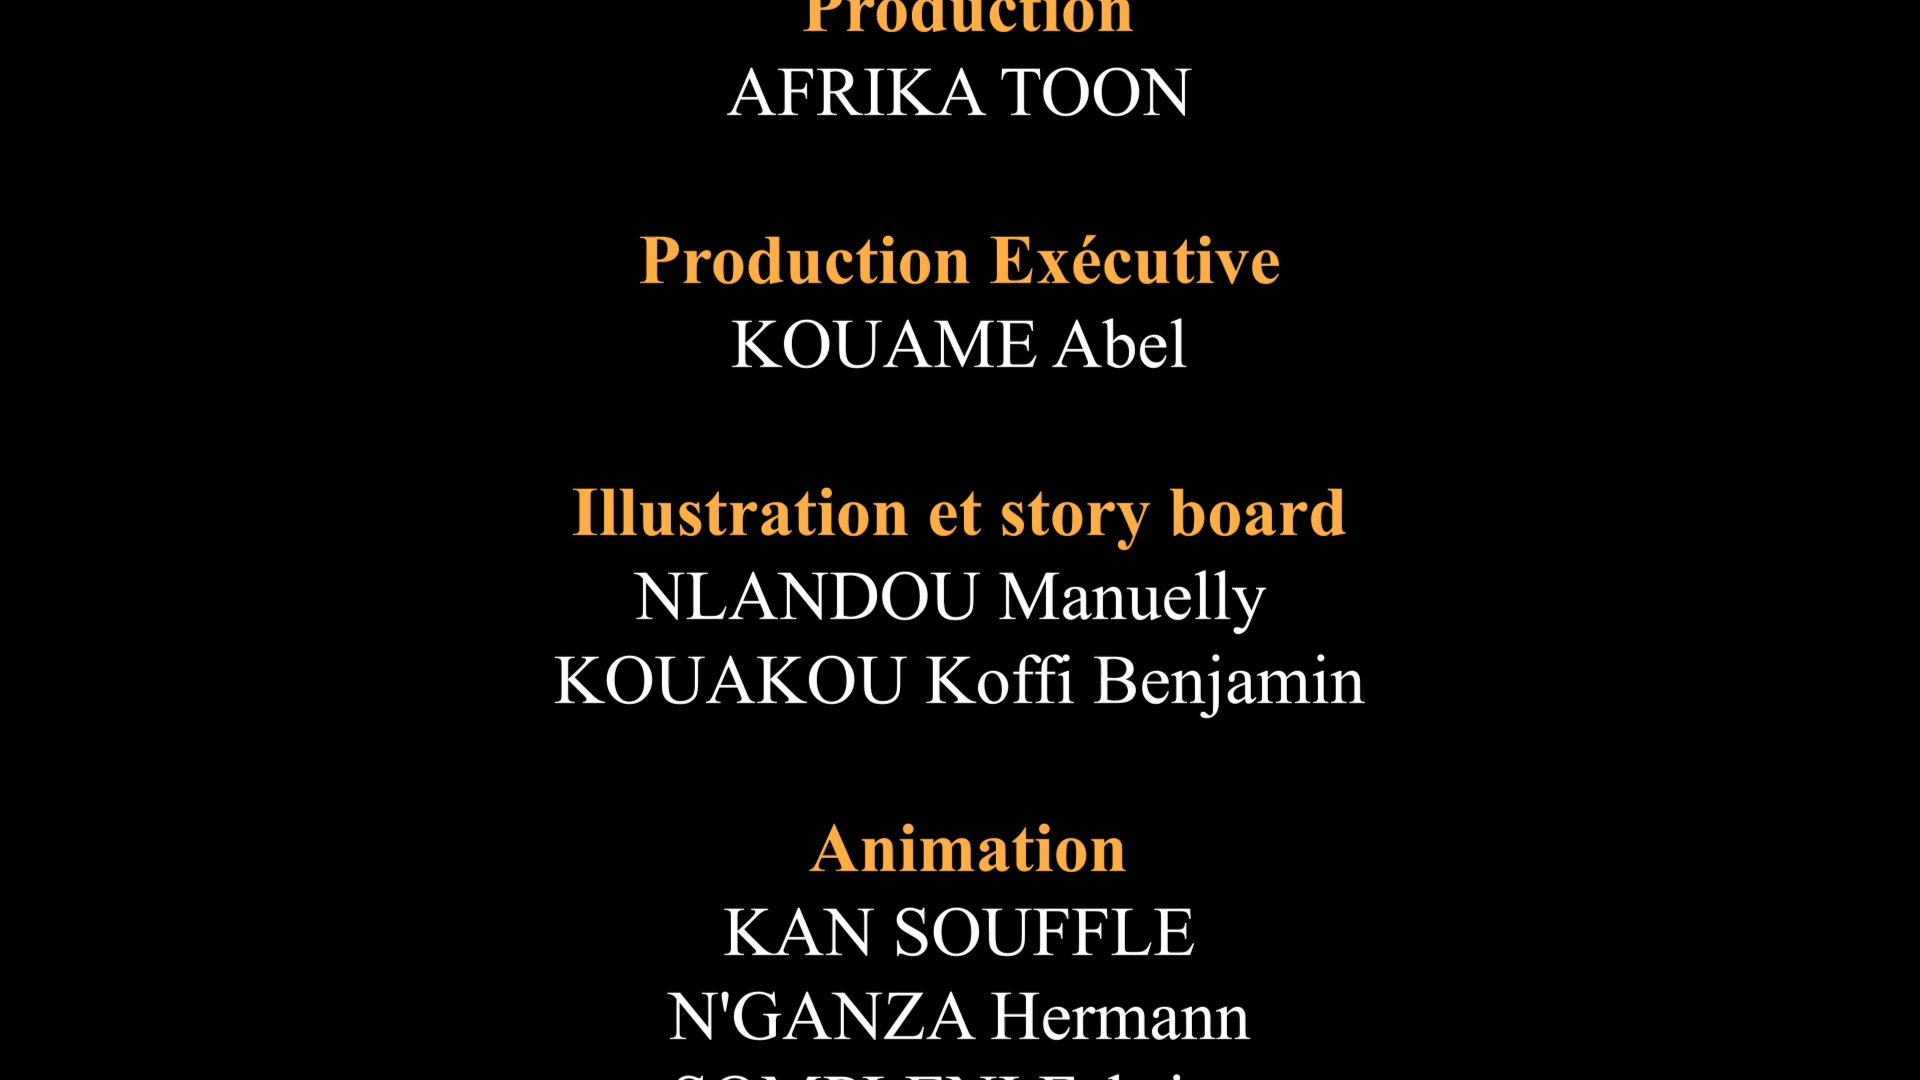 Production
AFRIKA TOON
Production Exécutive
KOUAME Abel
Illustration et story board
NLANDOU Manuelly
KOUAKOU Koffi Benjamin
Animation
KAN SOUFFLE
N'GANZA Hermann